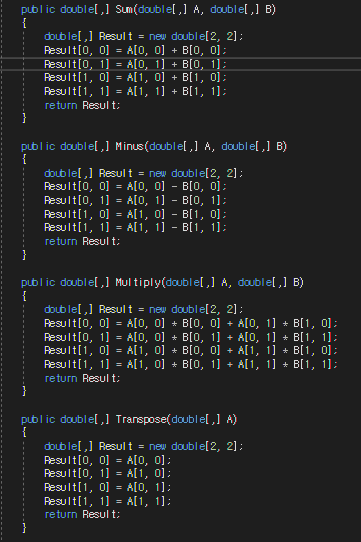 public double[,] Sum(double[,] A, double[,] B)
{
double[,] Result = new double[2, 2];
Result[0, 0] = A[0, 0] + B[0, 0];
Result[0, 1] = A[0, 1] + B[0, 1];
Result[1, 0] = A[1, 0] + B[1, 0];
Result[1, 1] = A[1, 1] + B[1, 1];
return Result;
}
public double[,] Minus(double[,] A, double[,] B)
{
double[,] Result = new double[2, 2];
Result[0, 0] = A[0, 0] - B[0, 0];
Result[0, 1] = A[0, 1] - B[0, 1];
Result[1, 0] = A[1, 0] - B[1, 0];
Result[1, 1] = A[1, 1] - B[1, 1];
return Result;
}
public double[,] Multiply(double[,] A, double[,] B)
{
double[,] Result = new double[2, 2];
Result[0, 0] = A[0, 0] * B[0, 0] + A[0, 1] * B[1, 0];
Result[0, 1] = A[0, 0] * B[0, 1] + A[0, 1] * B[1, 1];
Result[1, 0] = A[1, 0] * B[0, 0] + A[1, 1] * B[1, 0];
Result[1, 1] = A[1, 0] * B[0, 1] + A[1, 1] * B[1, 1];
return Result;
}
public double[,] Transpose(double[,] A)
{
double[,] Result = new double[2, 2];
Result[0, 0] = A[0, 0];
Result[0, 1] = A[1, 0];
Result[1, 0] = A[0, 1];
Result[1, 1] = A[1, 1];
return Result;
}